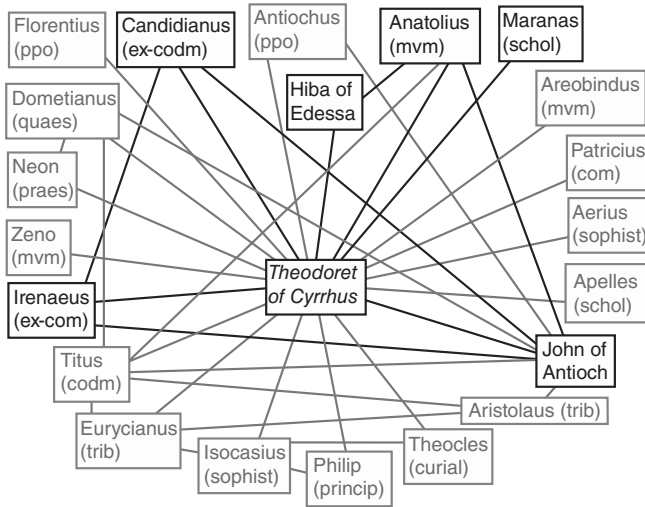 Florentius
(ppo)
Candidianus
(ex-codm)
Antiochus
(ppo)
Anatolius
(mvm)
Maranas
(schol)
Hiba of
Edessa
Dometianus
(quaes)
Areobindus
(mvm)
Neon
(praes)
Patricius
(com)
Zeno
(mvm)
Aerius
(sophist)
Theodoret
of Cyrrhus
Irenaeus
(ex-com)
Apelles
(schol)
Titus
(codm)
John of
Antioch
Aristolaus (trib)
Eurycianus
(trib)
Isocasius
(sophist)
Philip
(princip)
Theocles
(curial)